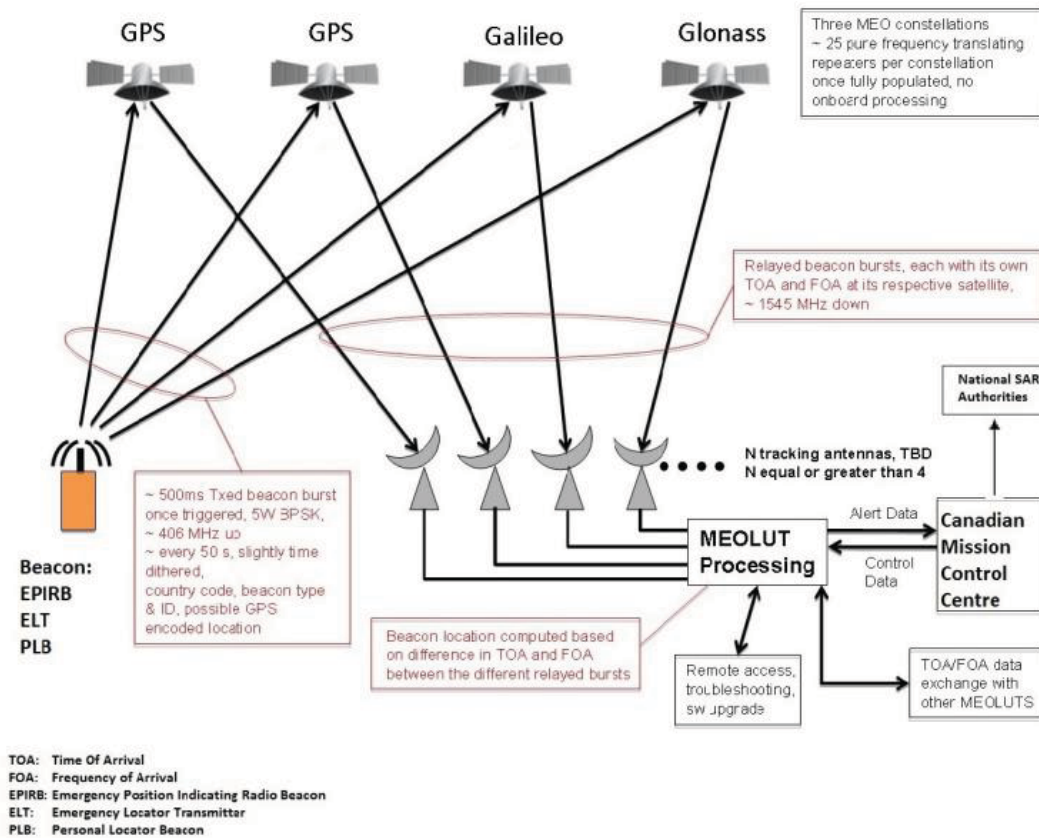 GPS
GPS
Galileo
Glonass
Three MEO constellations
~ 25 pure frequency translating
repeaters per constellation
once fully populated, no
onboard processing
Relayed beacon bursts, each with its own
TOA and FOA at its respective satellite,
~ 1545 MHz down
National SAR
Authorities
N tracking antennas, TBD
N equal or greater than 4
~ 500ms Txed beacon burst
once triggered, 5W BPSK,
~ 406 MHz up
~ every 50 s, slightly time
dithered,
country code, beacon type
& ID, possible GPS
encoded location
Beacon:
EPIRB
ELT
PLB
MEOLUT
Processing
Alert Data
Control
Data
Canadian
Mission
Control
Centre
Beacon location computed based
on difference in TOA and FOA
between the different relayed bursts
Remote access,
troubleshooting,
sw upgrade
TOA/FOA data
exchange with
other MEOLUTS
TOA: Time Of Arrival
FOA: Frequency of Arrival
EPIRB: Emergency Position Indicating Radio Beacon
ELT: Emergency Locator Transmitter
PLB: Personal Locator Beacon